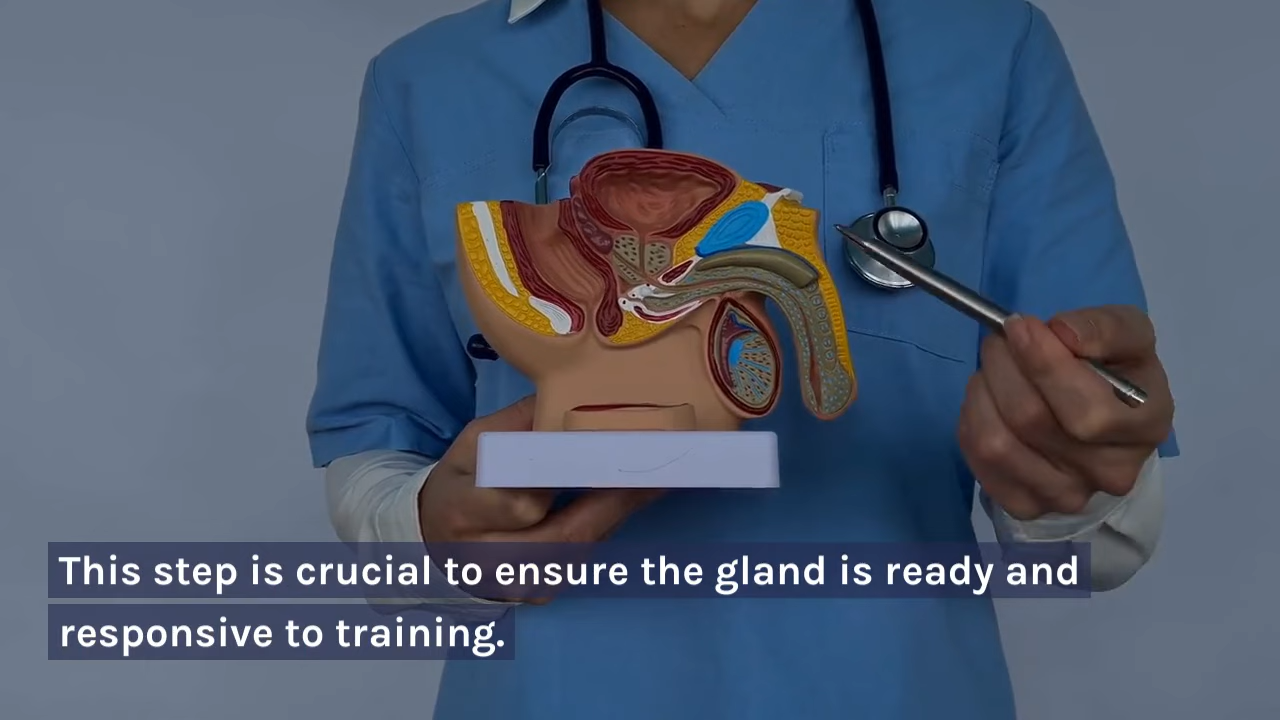 This step is crucial to ensure the gland is ready and
responsive to training.